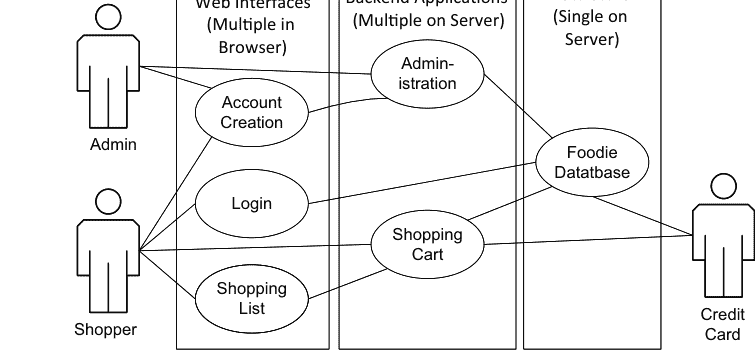 Web Interfaces
(Multiple in
Browser)
Backend Applications
(Multiple on Server)
(Single on
Server)
Admin
Account
Creation
Admin-
istration
Login
Foodie
Datatbase
Shopping
Cart
Shopping
List
Shopper
Credit
Card